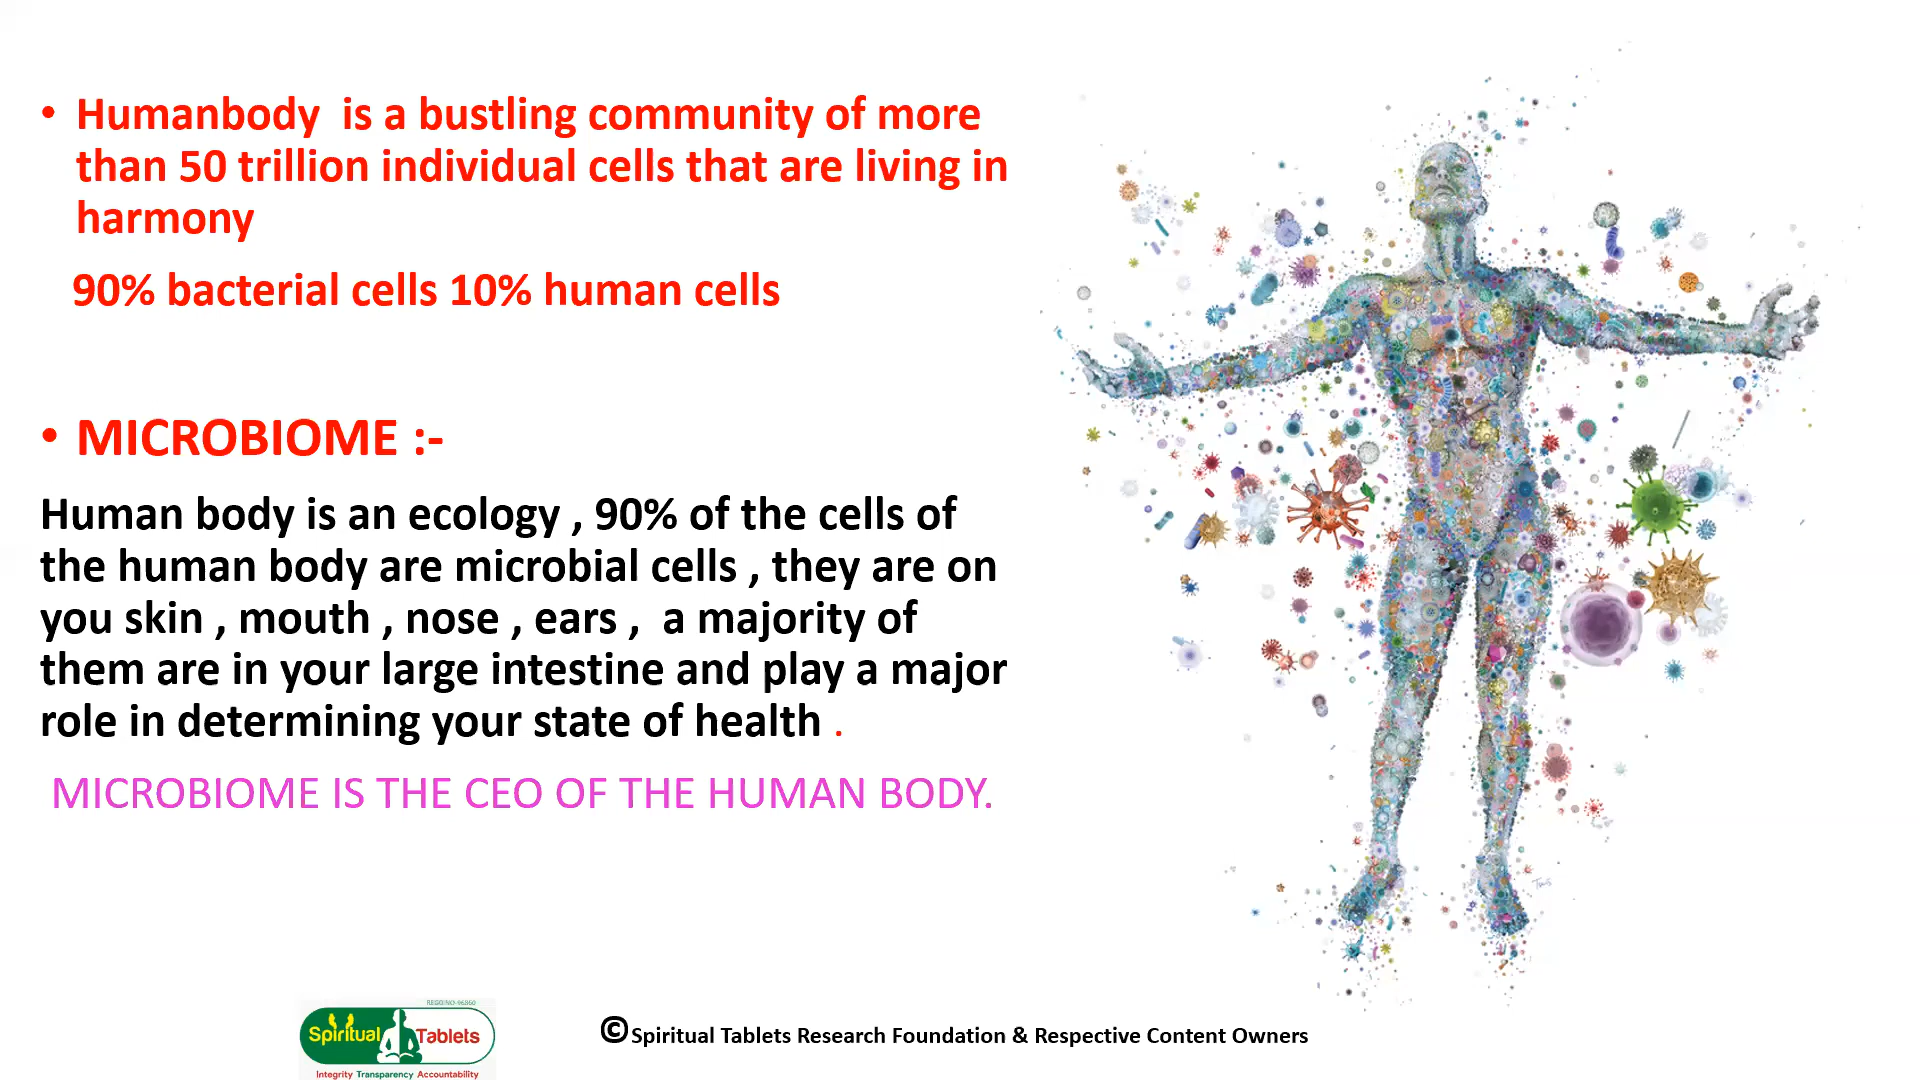 • Humanbody is a bustling community of more
than 50 trillion individual cells that are living in
harmony
90% bacterial cells 10% human cells
• MICROBIOME :-
Human body is an ecology , 90% of the cells of
the human body are microbial cells , they are on
you skin , mouth , nose , ears , a majority of
them are in your large intestine and play a major
role in determining your state of health .
MICROBIOME IS THE CEO OF THE HUMAN BODY.
Spiritual Tablets
Integrity Transparency Accountability
©Spiritual Tablets Research Foundation & Respective Content Owners